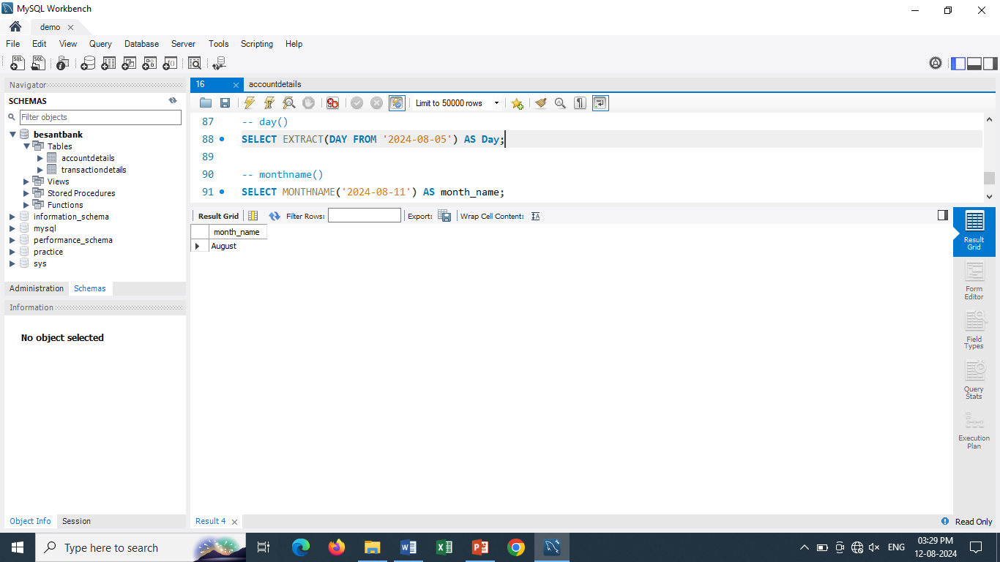 MySQL Workbench
demo
File Edit View Query Database Server Tools Scripting Help
Navigator
SCHEMAS
Filter objects
besantbank
Tables
accountdetails
transactiondetails
Views
Stored Procedures
Functions
information_schema
mysql
performance_schema
practice
sys
Administration Schemas
Information
No object selected
Object Info Session
16 accountdetails
Limit to 50000 rows
87 -- day()
88 SELECT EXTRACT(DAY FROM '2024-08-05') AS Day;
89
90 -- monthname()
91 SELECT MONTHNAME('2024-08-11') AS month_name;
Result Grid Filter Rows: Export: Wrap Cell Content:
month_name
August
Result
Grid
Form
Editor
Field
Types
Query
Stats
Execution
Plan
Result 4
Read Only
Type here to search
ENG
03:29 PM
12-08-2024